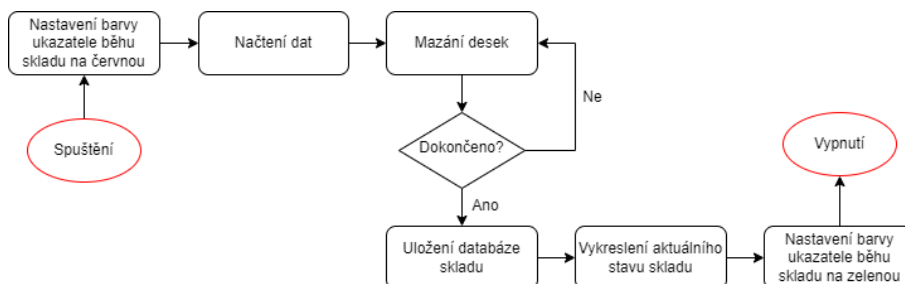 Nastavení barvy
ukazatele běhu
skladu na červnou
Načtení dat
Mazání desek
Ne
Spuštění
Dokončeno?
Vypnutí
Ano
Uložení databáze
skladu
Vykreslení aktuálního
stavu skladu
Nastavení barvy
ukazatele běhu
skladu na zelenou